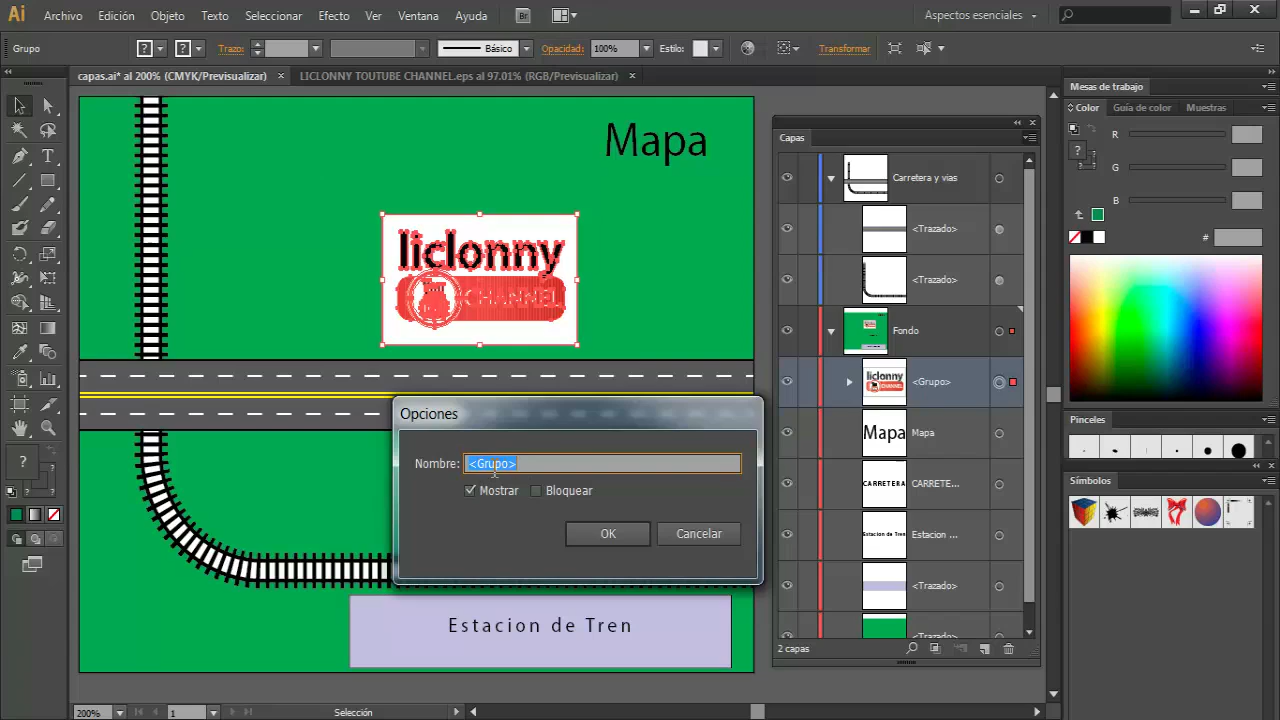 Ai Archivo Edición Objeto Texto Seleccionar Efecto Ver Ventana Ayuda Br Aspectos esenciales
Grupo ? ? Trazo: Básico Opacidad: 100% Estilo: Transformar
capas.ai* al 200% (CMYK/Previsualizar) × LICLONNY TOUTUBE CHANNEL.eps al 97.01% (RGB/Previsualizar) ×
Mesas de trabajo
Color Guía de color Muestras
R
G
B
#
?
Pinceles
Símbolos
Capas
Carretera y vias
<Trazado>
<Trazado>
Fondo
liclonny
CHANNEL
<Grupo>
Mapa
Mapa
CARRETERA
CARRETE...
Estacion de Tren
Estacion ...
<Trazado>
<Trazado>
2 capas
Mapa
liclonny
CHANNEL
Opciones
Nombre: <Grupo>
Mostrar Bloquear
OK Cancelar
Estacion de Tren
?
200% 1 Selección